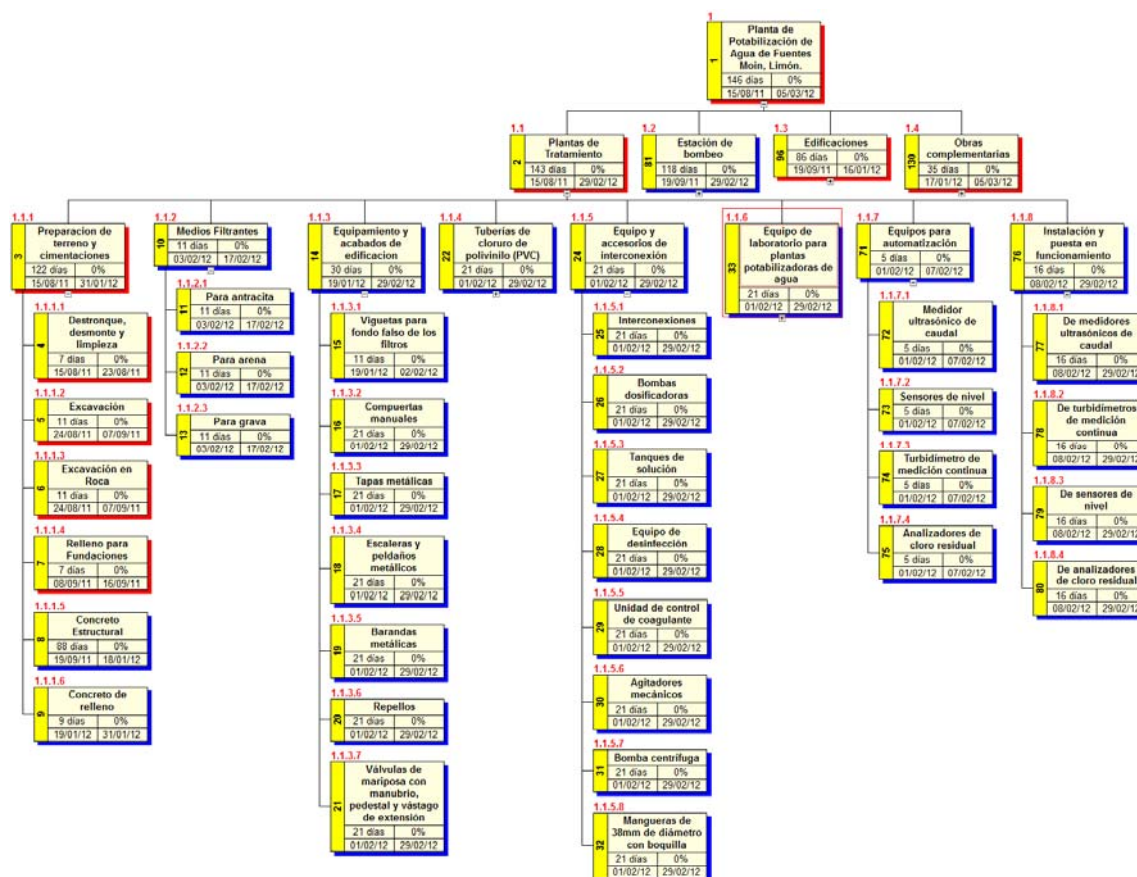 1
Planta de
Potabilización de
Agua de Fuentes
Moin, Limón.
1
146 días 0%
15/08/11 05/03/12
1.1
Plantas de
Tratamiento
2
143 días 0%
15/08/11 29/02/12
1.2
Estación de
bombeo
81
118 días 0%
19/09/11 29/02/12
1.3
Edificaciones
96
86 días 0%
19/09/11 16/01/12
1.4
Obras
complementarias
130
35 días 0%
17/01/12 05/03/12
1.1.1
Preparacion de
terreno y
cimentaciones
3
122 días 0%
15/08/11 31/01/12
1.1.1.1
Destronque,
desmonte y
limpieza
4
7 días 0%
15/08/11 23/08/11
1.1.1.2
Excavación
5
11 días 0%
24/08/11 07/09/11
1.1.1.3
Excavación en
Roca
6
11 días 0%
24/08/11 07/09/11
1.1.1.4
Relleno para
Fundaciones
7
7 días 0%
08/09/11 16/09/11
1.1.1.5
Concreto
Estructural
8
88 días 0%
19/09/11 18/01/12
1.1.1.6
Concreto de
relleno
9
9 días 0%
19/01/12 31/01/12
1.1.2
Medios Filtrantes
10
11 días 0%
03/02/12 17/02/12
1.1.2.1
Para antracita
11
11 días 0%
03/02/12 17/02/12
1.1.2.2
Para arena
12
11 días 0%
03/02/12 17/02/12
1.1.2.3
Para grava
13
11 días 0%
03/02/12 17/02/12
1.1.3
Equipamiento y
acabados de
edificacion
14
30 días 0%
19/01/12 29/02/12
1.1.3.1
Viguetas para
fondo falso de los
filtros
15
11 días 0%
19/01/12 02/02/12
1.1.3.2
Compuertas
manuales
16
21 días 0%
01/02/12 29/02/12
1.1.3.3
Tapas metálicas
17
21 días 0%
01/02/12 29/02/12
1.1.3.4
Escaleras y
peldaños
metálicos
18
21 días 0%
01/02/12 29/02/12
1.1.3.5
Barandas
metálicas
19
21 días 0%
01/02/12 29/02/12
1.1.3.6
Repellos
20
21 días 0%
01/02/12 29/02/12
1.1.3.7
Válvulas de
mariposa con
manubrio,
pedestal y vástago
de extensión
21
21 días 0%
01/02/12 29/02/12
1.1.4
Tuberías de
cloruro de
polivinilo (PVC)
22
21 días 0%
01/02/12 29/02/12
1.1.5
Equipo y
accesorios de
interconexión
24
21 días 0%
01/02/12 29/02/12
1.1.5.1
Interconexiones
25
21 días 0%
01/02/12 29/02/12
1.1.5.2
Bombas
dosificadoras
26
21 días 0%
01/02/12 29/02/12
1.1.5.3
Tanques de
solución
27
21 días 0%
01/02/12 29/02/12
1.1.5.4
Equipo de
desinfección
28
21 días 0%
01/02/12 29/02/12
1.1.5.5
Unidad de control
de coagulante
29
21 días 0%
01/02/12 29/02/12
1.1.5.6
Agitadores
mecánicos
30
21 días 0%
01/02/12 29/02/12
1.1.5.7
Bomba centrífuga
31
21 días 0%
01/02/12 29/02/12
1.1.5.8
Mangueras de
38mm de diámetro
con boquilla
32
21 días 0%
01/02/12 29/02/12
1.1.6
Equipo de
laboratorio para
plantas
potabilizadoras de
agua
33
21 días 0%
01/02/12 29/02/12
1.1.7
Equipos para
automatización
71
5 días 0%
01/02/12 07/02/12
1.1.7.1
Medidor
ultrasónico de
caudal
72
5 días 0%
01/02/12 07/02/12
1.1.7.2
Sensores de nivel
73
5 días 0%
01/02/12 07/02/12
1.1.7.3
Turbidímetro de
medición continua
74
5 días 0%
01/02/12 07/02/12
1.1.7.4
Analizadores de
cloro residual
75
5 días 0%
01/02/12 07/02/12
1.1.8
Instalación y
puesta en
funcionamiento
76
16 días 0%
08/02/12 29/02/12
1.1.8.1
De medidores
ultrasónicos de
caudal
77
16 días 0%
08/02/12 29/02/12
1.1.8.2
De turbidímetros
de medición
continua
78
16 días 0%
08/02/12 29/02/12
1.1.8.3
De sensores de
nivel
79
16 días 0%
08/02/12 29/02/12
1.1.8.4
De analizadores
de cloro residual
80
16 días 0%
08/02/12 29/02/12